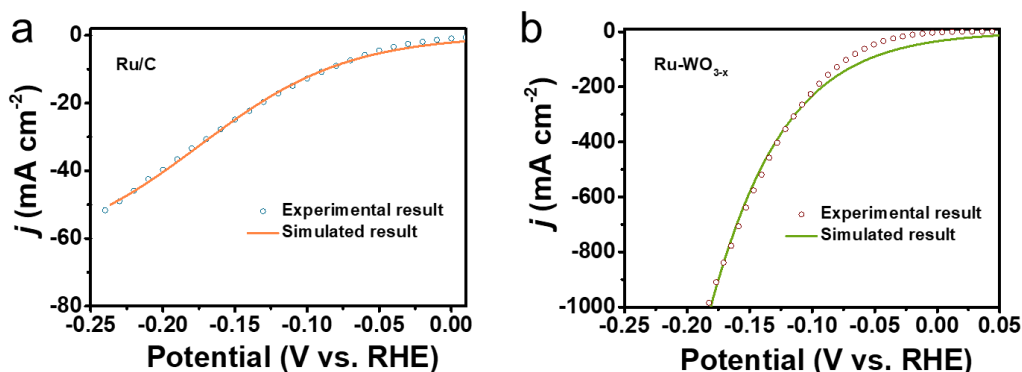 a
Ru/C
Experimental result
Simulated result
0
-20
-40
-60
-80
-0.25
-0.20
-0.15
-0.10
-0.05
0.00
j (mA cm⁻²)
Potential (V vs. RHE)
b
Ru-WO₃₋ₓ
Experimental result
Simulated result
0
-200
-400
-600
-800
-1000
-0.25
-0.20
-0.15
-0.10
-0.05
0.00
0.05
j (mA cm⁻²)
Potential (V vs. RHE)